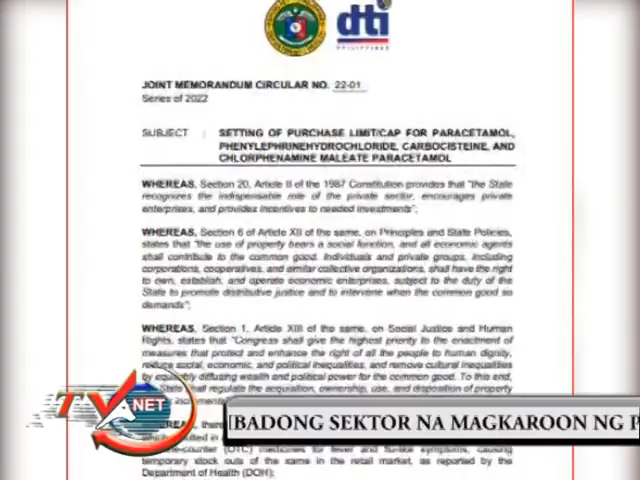 dti
PHILIPPINES
JOINT MEMORANDUM CIRCULAR NO. 22-01
Series of 2022
SUBJECT : SETTING OF PURCHASE LIMIT/CAP FOR PARACETAMOL,
PHENYLEPHRINEHYDROCHLORIDE, CARBOCISTEINE, AND
CHLORPHENAMINE MALEATE PARACETAMOL
WHEREAS, Section 20, Article II of the 1987 Constitution provides that "the State
recognizes the indispensable role of the private sector, encourages private
enterprises, and provides incentives to needed investments";
WHEREAS, Section 6 of Article XII of the same, on Principles and State Policies,
states that "the use of property bears a social function, and all economic agents
shall contribute to the common good. Individuals and private groups, including
corporations, cooperatives, and similar collective organizations, shall have the right
to own, establish, and operate economic enterprises, subject to the duty of the
State to promote distributive justice and to intervene when the common good so
demands";
WHEREAS, Section 1, Article XIII of the same, on Social Justice and Human
Rights, states that "Congress shall give the highest priority to the enactment of
measures that protect and enhance the right of all the people to human dignity,
reduce social, economic, and political inequalities, and remove cultural inequalities
by equitably diffusing wealth and political power for the common good. To this end,
State shall regulate the acquisition, ownership, use, and disposition of property
TV NET
IBADONG SEKTOR NA MAGKAROON NG P
(OTC) medicines for fever and flu-like symptoms, causing
temporary stock outs of the same in the retail market, as reported by the
Department of Health (DOH);